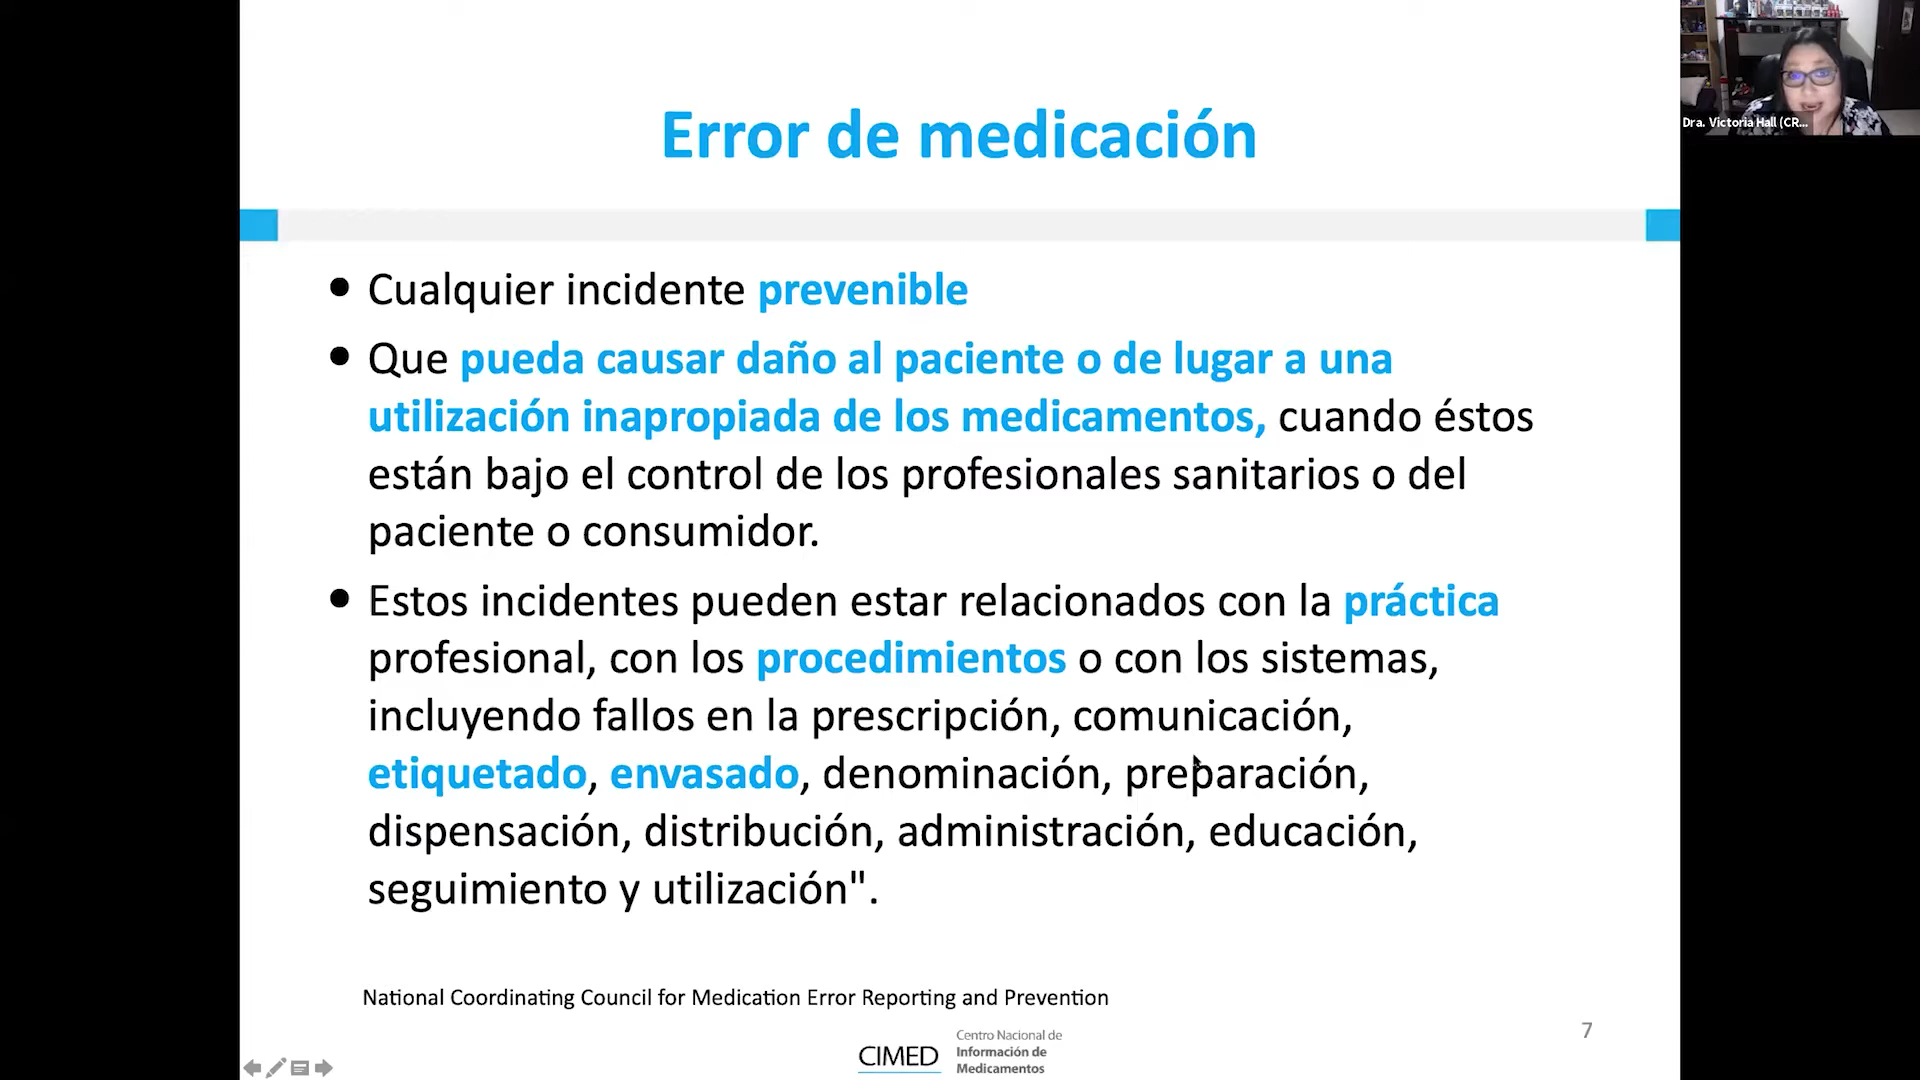 Error de medicación
Dra. Victoria Hall (CR...
• Cualquier incidente prevenible
• Que pueda causar daño al paciente o de lugar a una
utilización inapropiada de los medicamentos, cuando éstos
están bajo el control de los profesionales sanitarios o del
paciente o consumidor.
• Estos incidentes pueden estar relacionados con la práctica
profesional, con los procedimientos o con los sistemas,
incluyendo fallos en la prescripción, comunicación,
etiquetado, envasado, denominación, preparación,
dispensación, distribución, administración, educación,
seguimiento y utilización".
National Coordinating Council for Medication Error Reporting and Prevention
7
CIMED
Centro Nacional de
Información de
Medicamentos